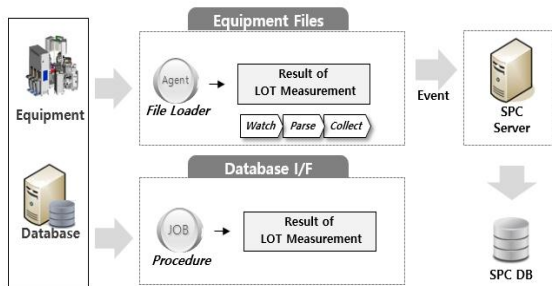 Equipment Files
Equipment
Agent
File Loader
Result of
LOT Measurement
Watch
Parse
Collect
Event
SPC
Server
Database I/F
Database
JOB
Procedure
Result of
LOT Measurement
SPC DB